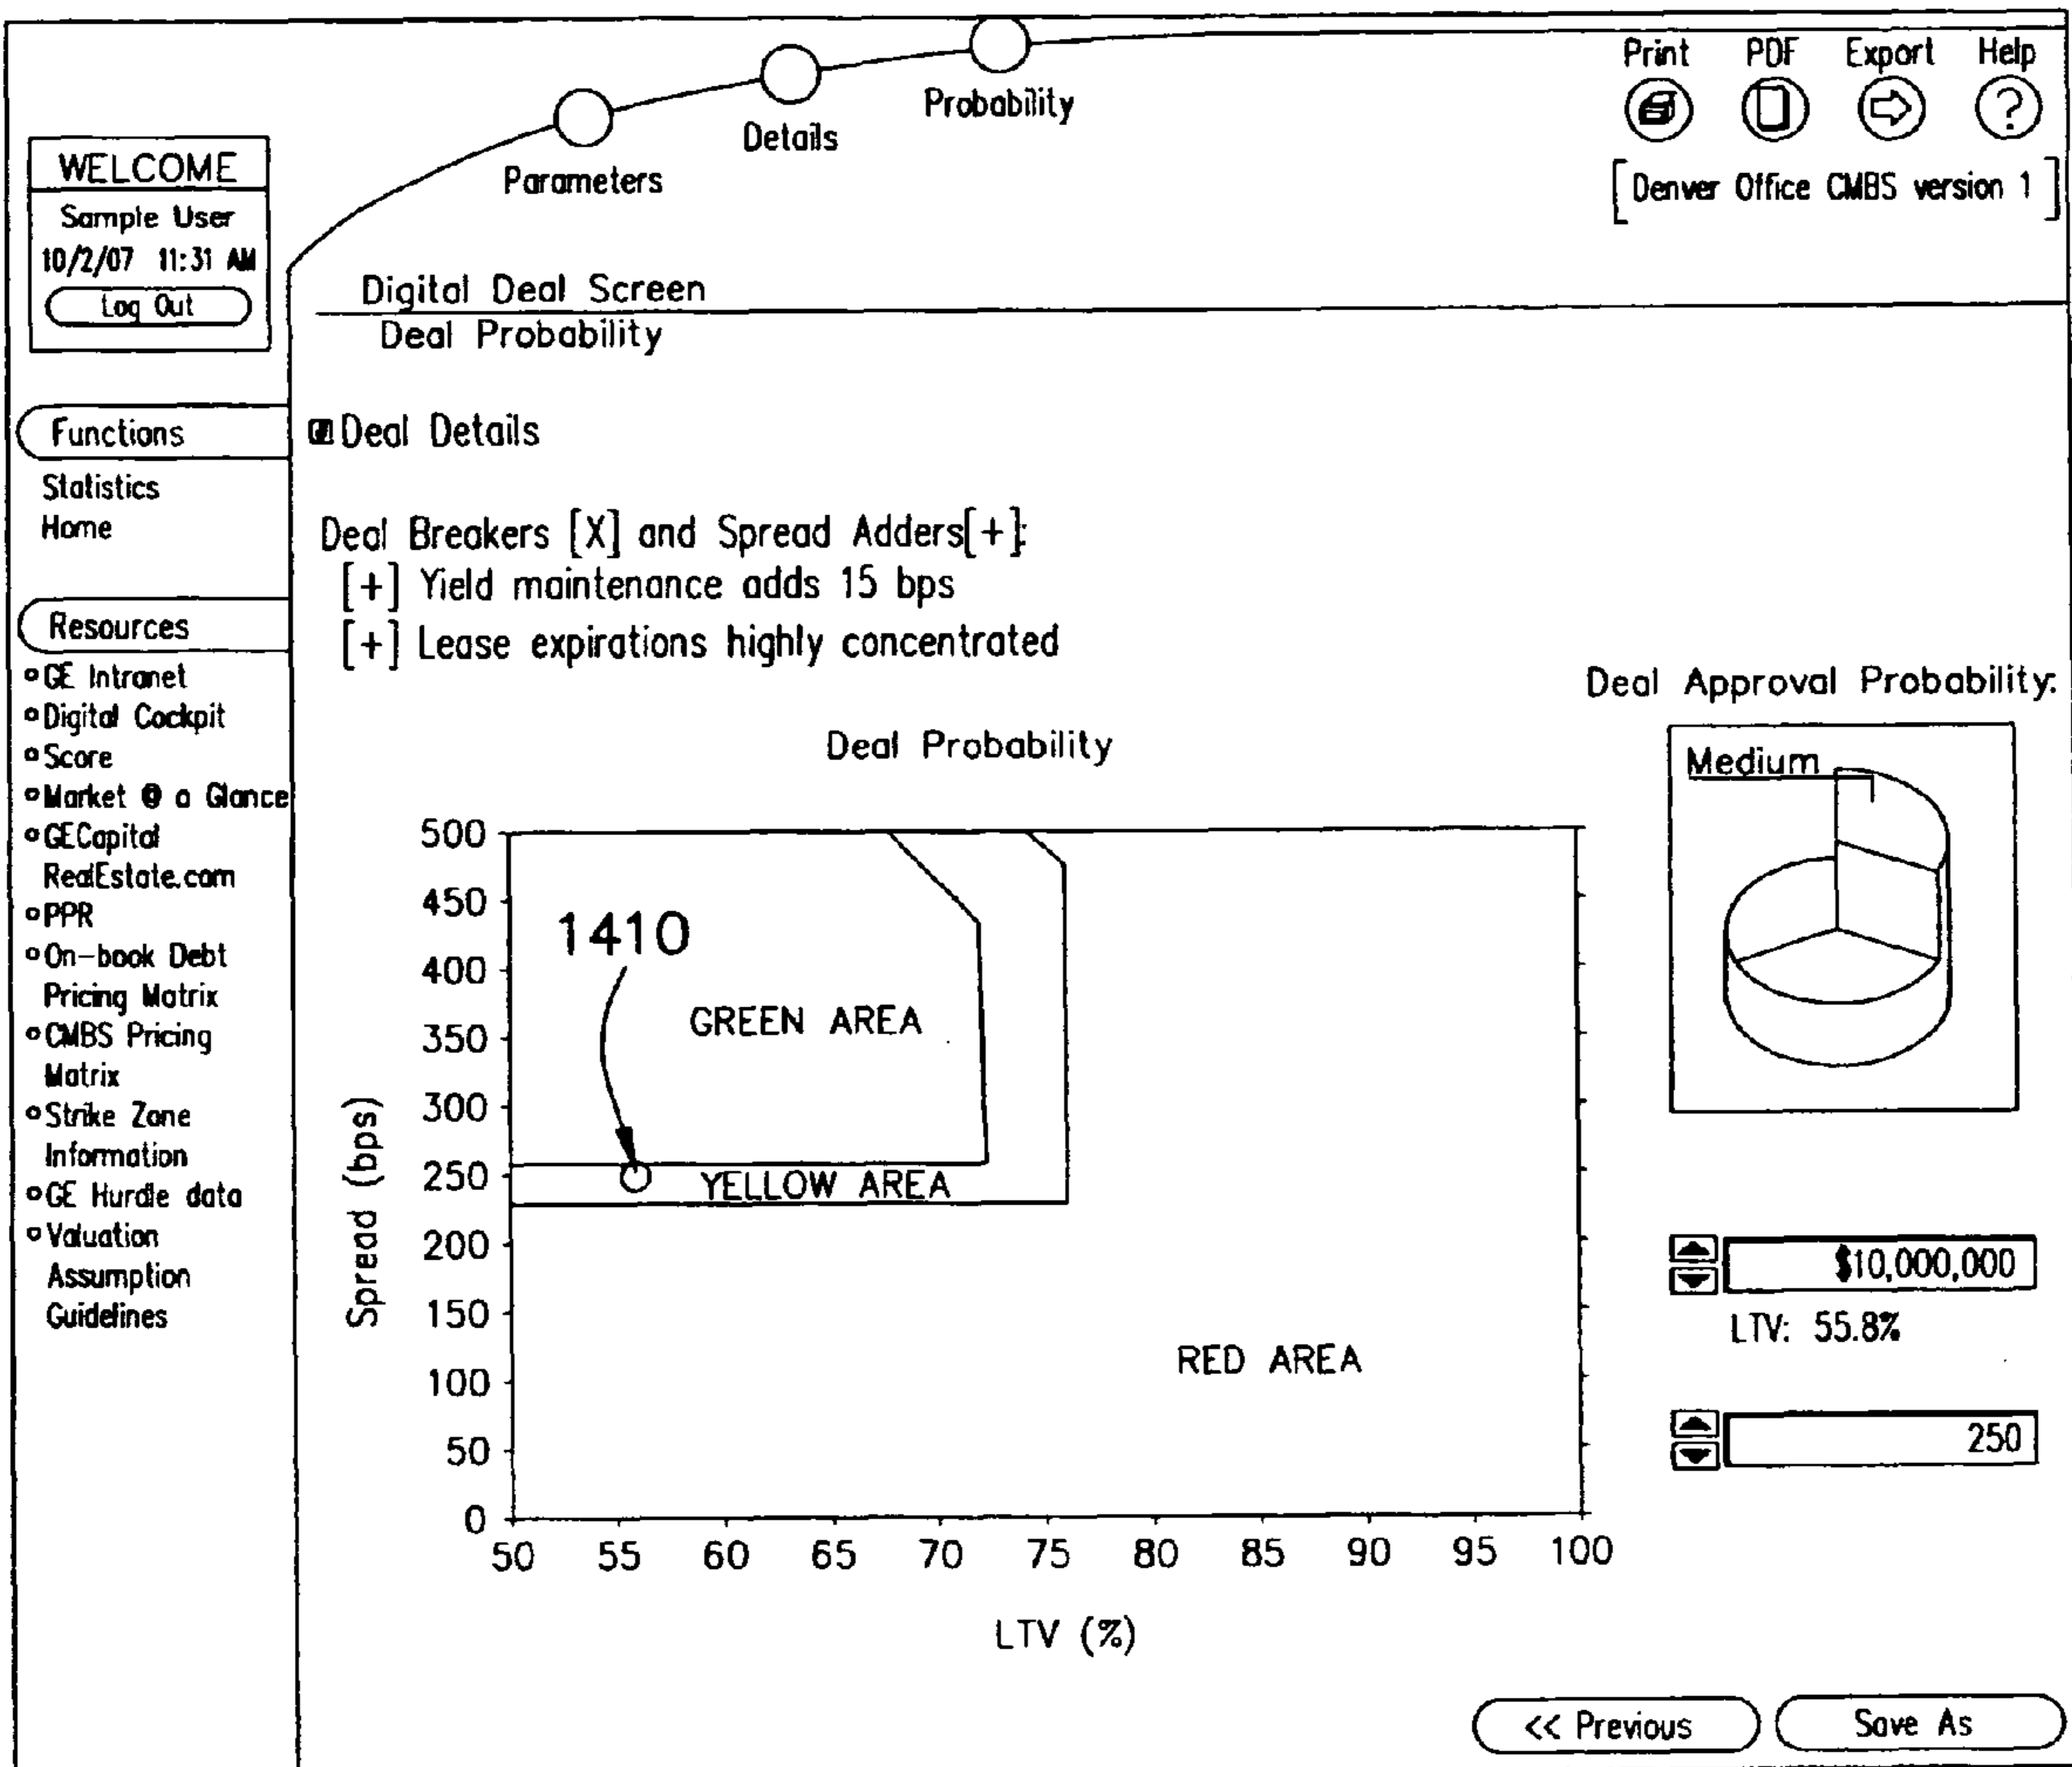 Print PDF Export Help
?
[Denver Office CMBS version 1]
Parameters
Details
Probability
WELCOME
Sample User
10/2/07 11:31 AM
Log Out
Digital Deal Screen
Deal Probability
Functions
Statistics
Home
Resources
GE Intranet
Digital Cockpit
Score
Market @ a Glance
GECapital
RealEstate.com
PPR
On-book Debt
Pricing Matrix
CMBS Pricing
Matrix
Strike Zone
Information
GE Hurdle data
Valuation
Assumption
Guidelines
Deal Details
Deal Breakers [X] and Spread Adders[+]:
[+] Yield maintenance adds 15 bps
[+] Lease expirations highly concentrated
Deal Probability
Spread (bps)
500
450
400
350
300
250
200
150
100
50
0
1410
GREEN AREA
YELLOW AREA
RED AREA
50 55 60 65 70 75 80 85 90 95 100
LTV (%)
Deal Approval Probability:
Medium
$10,000,000
LTV: 55.8%
250
<< Previous
Save As